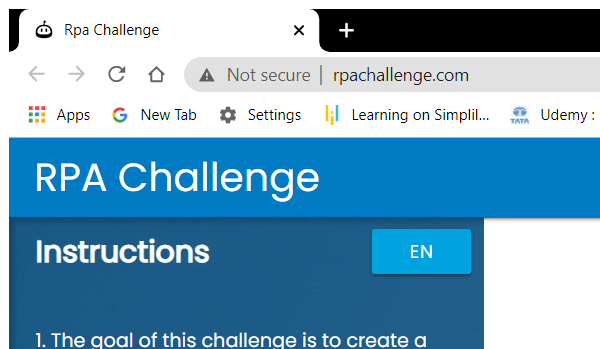 Rpa Challenge
Not secure | rpachallenge.com
Apps New Tab Settings Learning on Simplil... TATA Udemy :
RPA Challenge
Instructions EN
1. The goal of this challenge is to create a